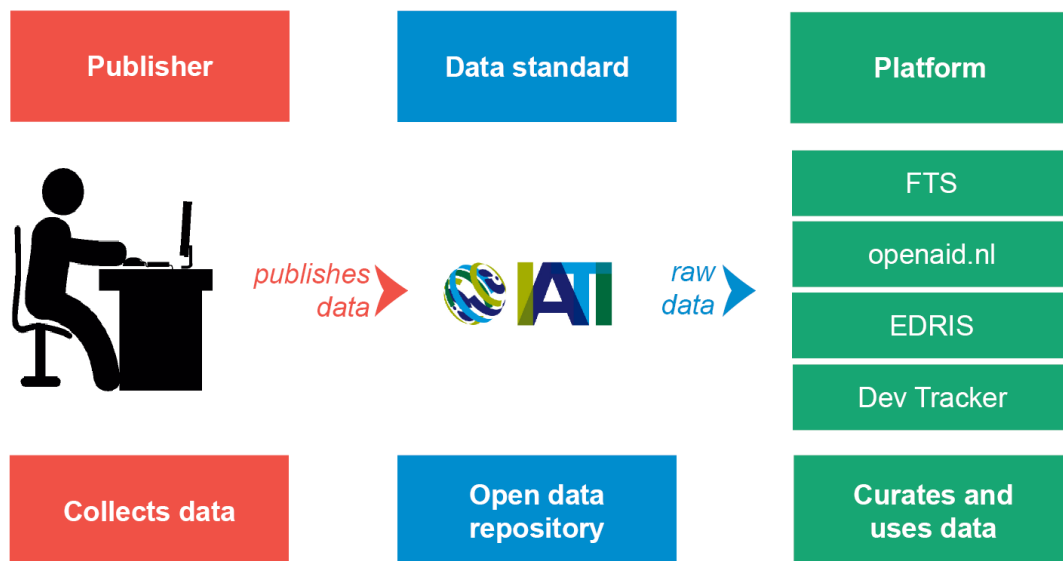 Publisher
Data standard
Platform
FTS
openaid.nl
EDRIS
Dev Tracker
publishes
data
IATI
raw
data
Collects data
Open data
repository
Curates and
uses data